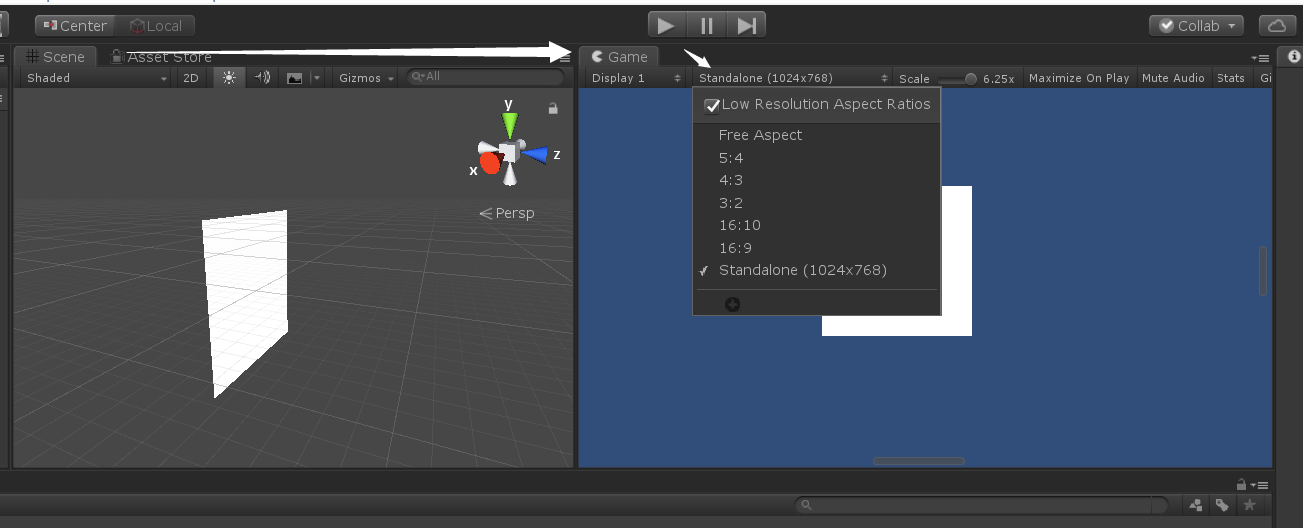 Center Local
Collab
Scene Asset Store
Game
Shaded 2D Gizmos All
Display 1 Standalone (1024x768) Scale 6.25x Maximize On Play Mute Audio Stats Gi
Low Resolution Aspect Ratios
Free Aspect
5:4
4:3
3:2
16:10
16:9
Standalone (1024x768)
y
z
x
Persp